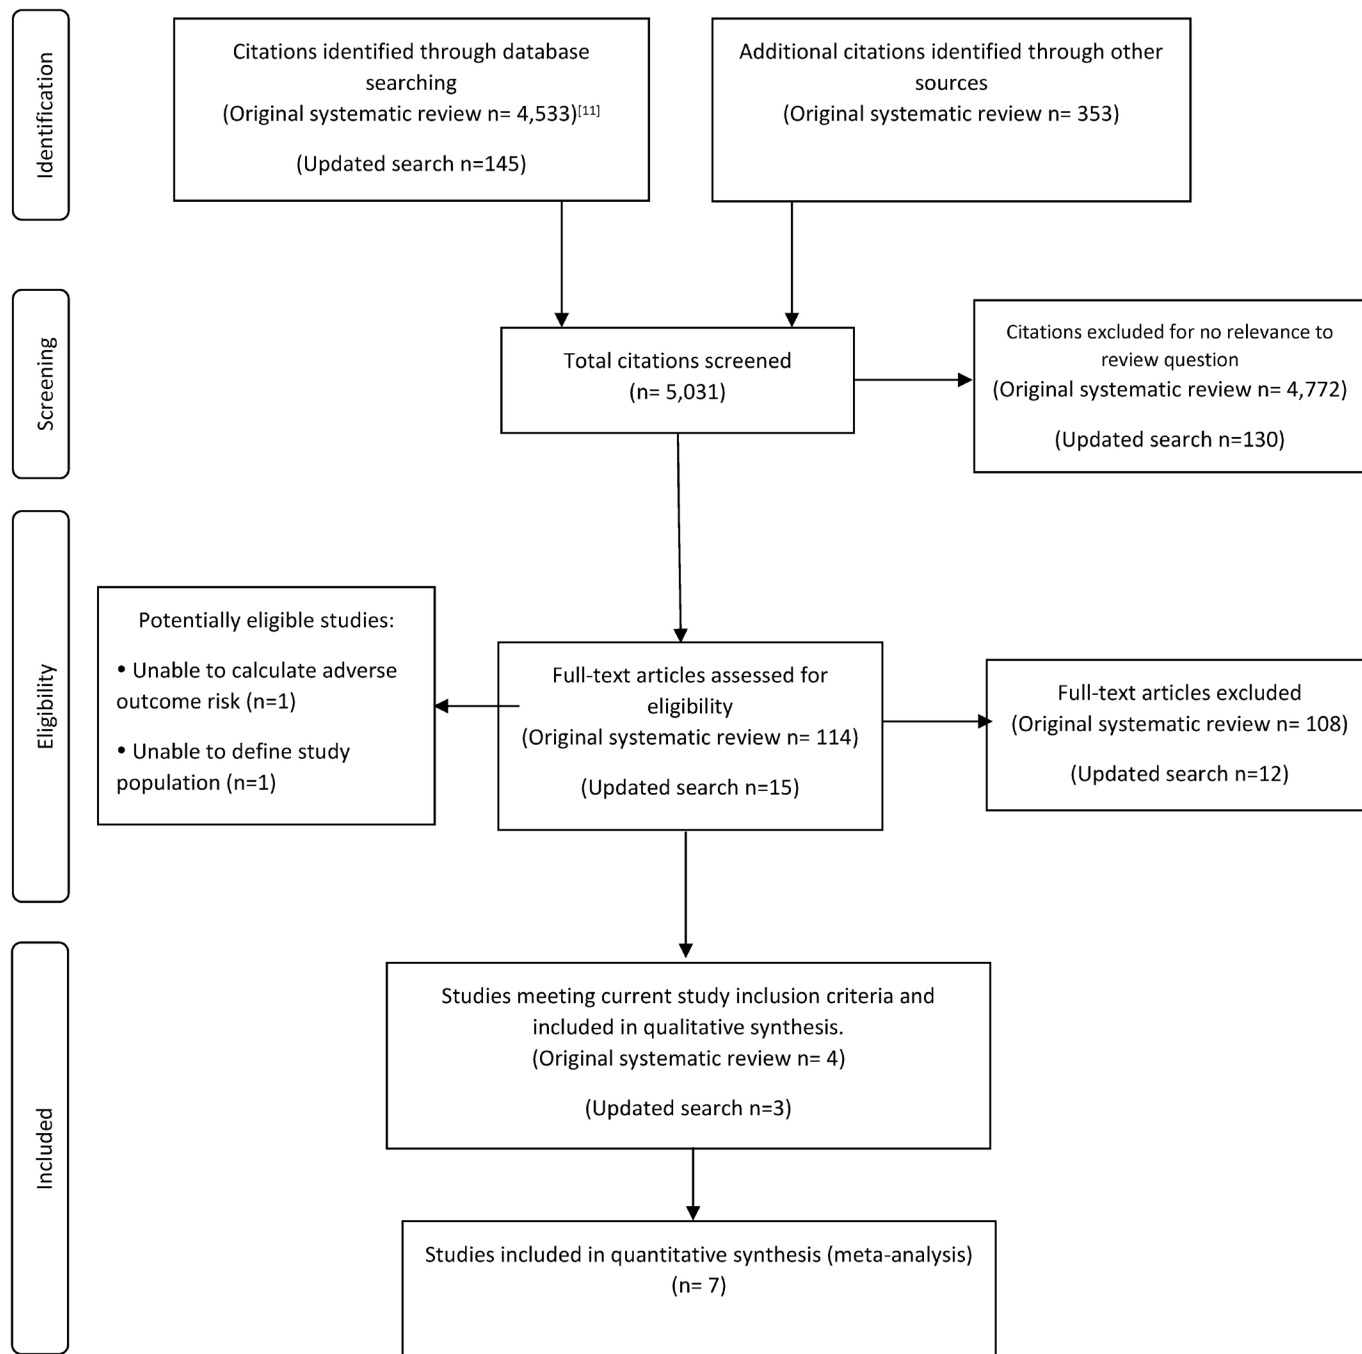 Identification
Citations identified through database
searching
(Original systematic review n= 4,533)[11]
(Updated search n=145)
Additional citations identified through other
sources
(Original systematic review n= 353)
Screening
Total citations screened
(n= 5,031)
Citations excluded for no relevance to
review question
(Original systematic review n= 4,772)
(Updated search n=130)
Eligibility
Potentially eligible studies:
• Unable to calculate adverse
outcome risk (n=1)
• Unable to define study
population (n=1)
Full-text articles assessed for
eligibility
(Original systematic review n= 114)
(Updated search n=15)
Full-text articles excluded
(Original systematic review n= 108)
(Updated search n=12)
Included
Studies meeting current study inclusion criteria and
included in qualitative synthesis.
(Original systematic review n= 4)
(Updated search n=3)
Studies included in quantitative synthesis (meta-analysis)
(n= 7)